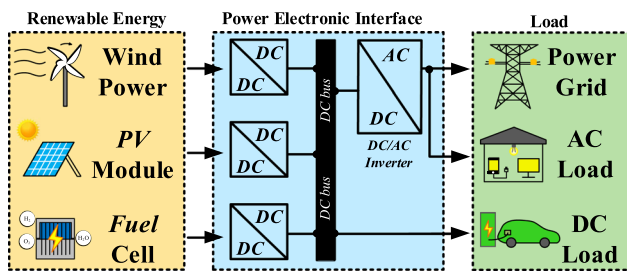 Renewable Energy
Power Electronic Interface
Load
Wind
Power
PV
Module
H₂
O₂
H₂O
Fuel
Cell
DC
DC
DC
DC
DC
DC
DC bus
DC bus
AC
DC
DC/AC
Inverter
Power
Grid
AC
Load
DC
Load